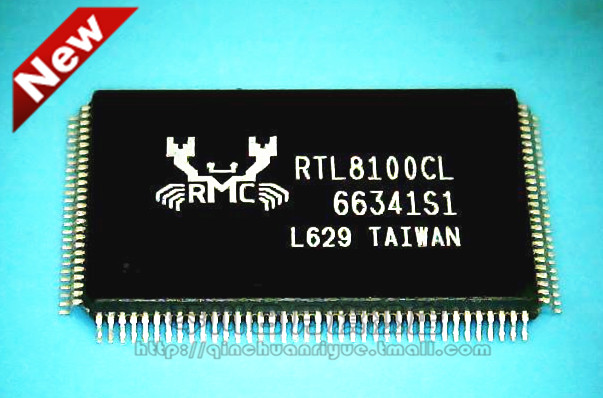 New
RTL8100CL
RMC
66341S1
L629 TAIWAN
http://qinchuanriyue.tmall.com